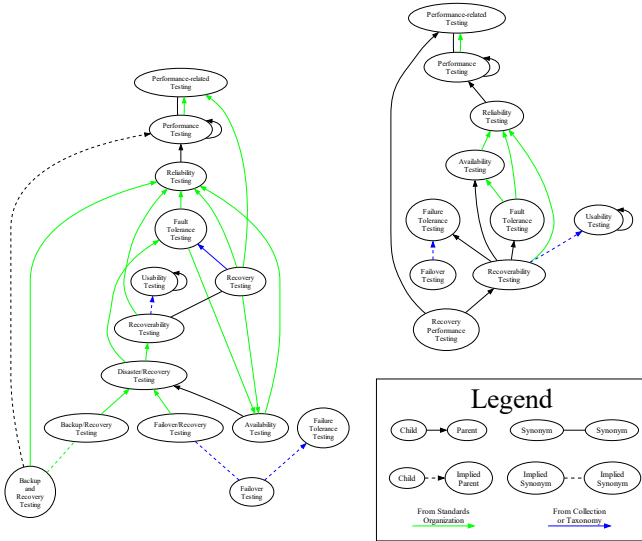 Performance-related
Testing
Performance
Testing
Reliability
Testing
Fault
Tolerance
Testing
Usability
Testing
Recovery
Testing
Recoverability
Testing
Disaster/Recovery
Testing
Backup/Recovery
Testing
Failover/Recovery
Testing
Availability
Testing
Failure
Tolerance
Testing
Backup
and
Recovery Testing
Failover
Testing
Performance-related
Testing
Performance
Testing
Reliability
Testing
Availability
Testing
Failure
Tolerance
Testing
Fault
Tolerance
Testing
Usability
Testing
Failover
Testing
Recoverability
Testing
Recovery
Performance
Testing
Legend
Child
Parent
Synonym
Synonym
Child
Implied
Parent
Implied
Synonym
Implied
Synonym
From Standards
Organization
From Collection
or Taxonomy